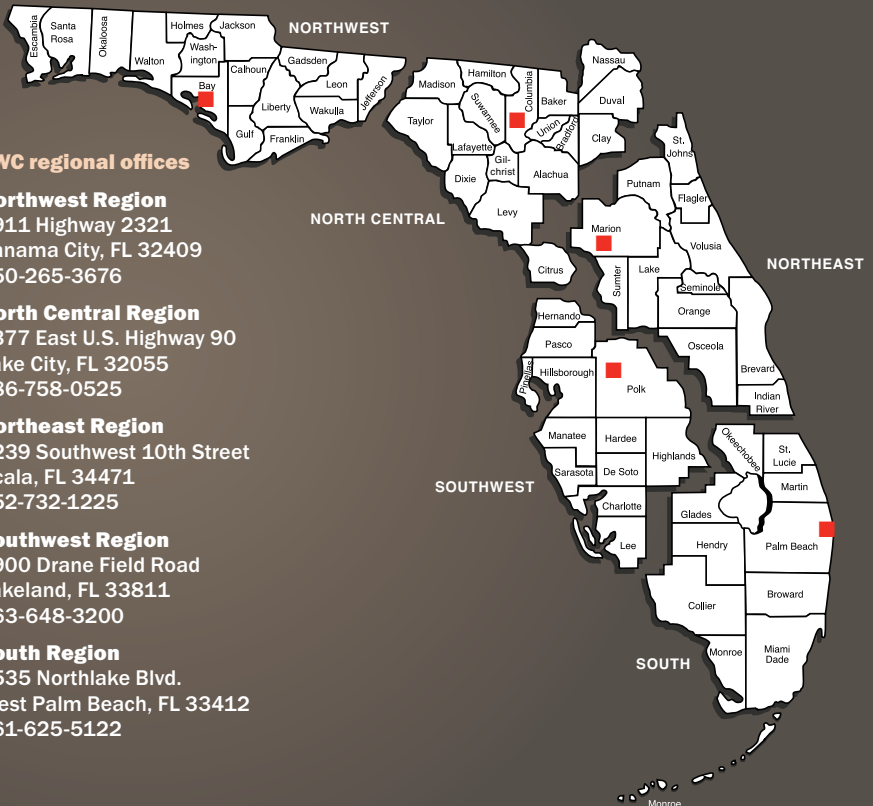 WC regional offices
orthwest Region
911 Highway 2321
anama City, FL 32409
50-265-3676
orth Central Region
377 East U.S. Highway 90
ake City, FL 32055
86-758-0525
ortheast Region
239 Southwest 10th Street
cala, FL 34471
52-732-1225
outhwest Region
900 Drane Field Road
akeland, FL 33811
63-648-3200
outh Region
535 Northlake Blvd.
est Palm Beach, FL 33412
61-625-5122
NORTHWEST
Escambia
Santa
Rosa
Okaloosa
Walton
Holmes
Jackson
Wash-
ington
Bay
Calhoun
Gulf
Gadsden
Liberty
Franklin
Leon
Wakulla
Jefferson
NORTH CENTRAL
Madison
Hamilton
Taylor
Suwannee
Lafayette
Columbia
Baker
Union
Bradford
Nassau
Duval
Clay
Dixie
Gil-
christ
Alachua
Levy
Citrus
NORTHEAST
St.
Johns
Putnam
Flagler
Marion
Volusia
Sumter
Lake
Seminole
Orange
Osceola
Brevard
Indian
River
SOUTHWEST
Hernando
Pasco
Pinellas
Hillsborough
Polk
Manatee
Hardee
Highlands
Sarasota
De Soto
Charlotte
Lee
SOUTH
Okeechobee
St.
Lucie
Martin
Glades
Hendry
Palm Beach
Collier
Broward
Monroe
Miami
Dade
Monroe